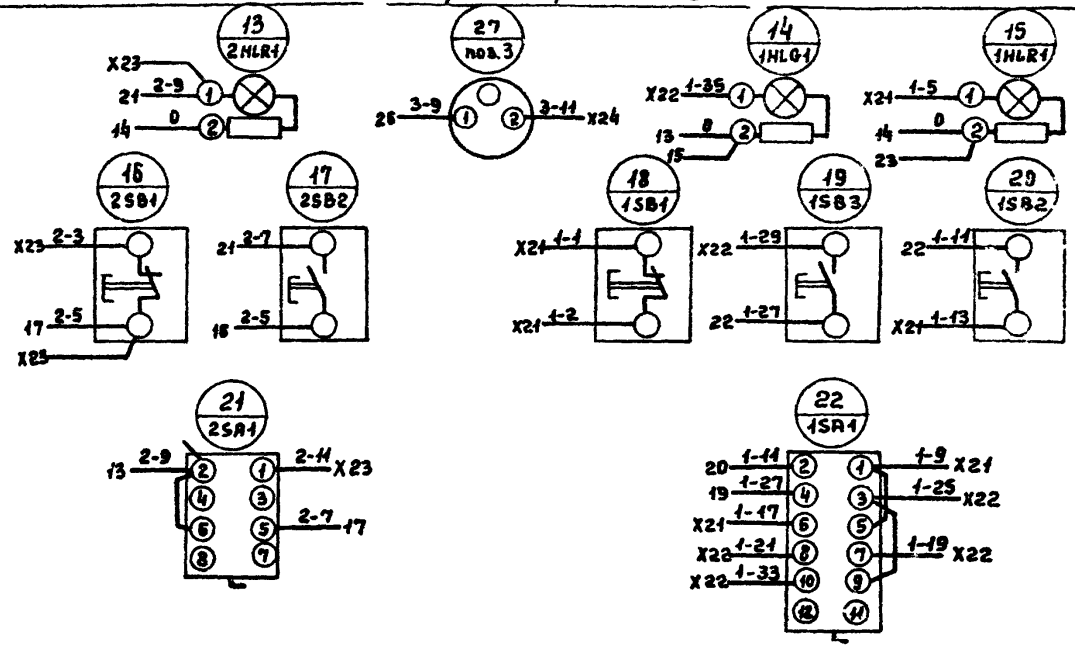 13
2HLR1
X23
21 2-9 1
14 0 2
27
поз.3
26 3-9 1 2 3-11 X24
14
1HLG1
X22 1-35 1
13 0 2
15
15
1HLR1
X21 1-5 1
14 0 2
23
16
2SB1
X23 2-3
17 2-5
X23
17
2SB2
21 2-7
16 2-5
18
1SB1
X21 1-1
X21 1-2
19
1SB3
X22 1-29
22 1-27
20
1SB2
22 1-11
X21 1-13
21
2SA1
13 2-9 2 1 2-11 X23
4 3
6 5 2-7 17
8 7
22
1SA1
20 1-11 2 1 1-9 X21
19 1-27 4 3 1-25 X22
X21 1-17 6 5
X22 1-21 8 7 1-19 X22
X22 1-33 10 9
12 11